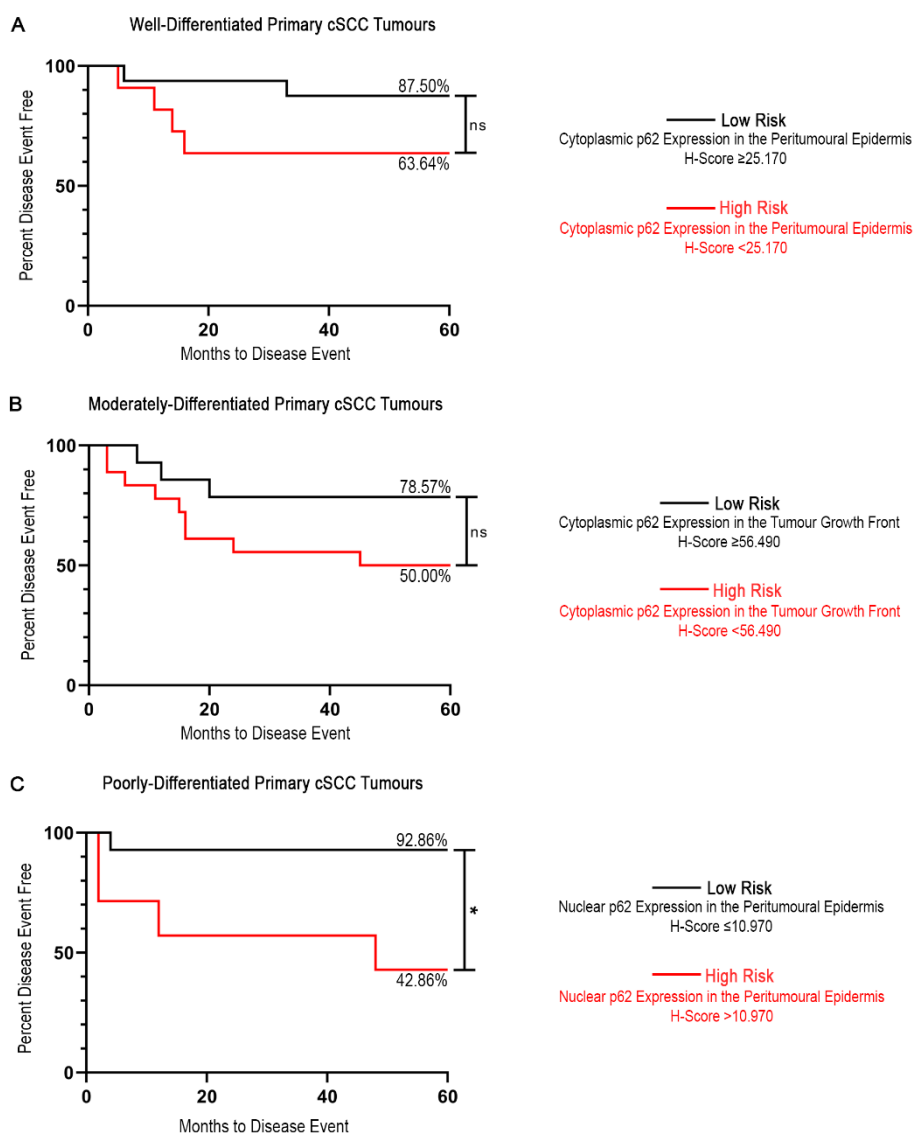 A
Well-Differentiated Primary cSCC Tumours
Percent Disease Event Free
100
50
0
87.50%
ns
63.64%
0
20
40
60
Months to Disease Event
Low Risk
Cytoplasmic p62 Expression in the Peritumoural Epidermis
H-Score ≥25.170
High Risk
Cytoplasmic p62 Expression in the Peritumoural Epidermis
H-Score <25.170
B
Moderately-Differentiated Primary cSCC Tumours
Percent Disease Event Free
100
50
0
78.57%
ns
50.00%
0
20
40
60
Months to Disease Event
Low Risk
Cytoplasmic p62 Expression in the Tumour Growth Front
H-Score ≥56.490
High Risk
Cytoplasmic p62 Expression in the Tumour Growth Front
H-Score <56.490
C
Poorly-Differentiated Primary cSCC Tumours
Percent Disease Event Free
100
50
0
92.86%
*
42.86%
0
20
40
60
Months to Disease Event
Low Risk
Nuclear p62 Expression in the Peritumoural Epidermis
H-Score ≤10.970
High Risk
Nuclear p62 Expression in the Peritumoural Epidermis
H-Score >10.970